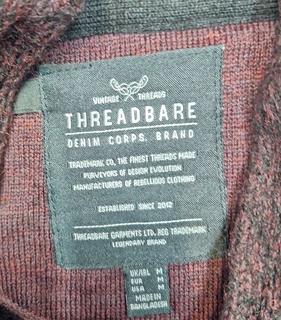 VINTAGE THREADS
THREADBARE
DENIM CORPS. BRAND
TRADEMARK CO, THE FINEST THREADS MADE
PURVEYORS OF DESIGN EVOLUTION
MANUFACTURERS OF REBELLIOUS CLOTHING
ESTABLISHED SINCE 2012
THREADBARE GARMENTS LTD. REG TRADEMARK
LEGENDARY BRAND
UK/IRL M
EUR M
USA M
MADE IN
BANGLADESH